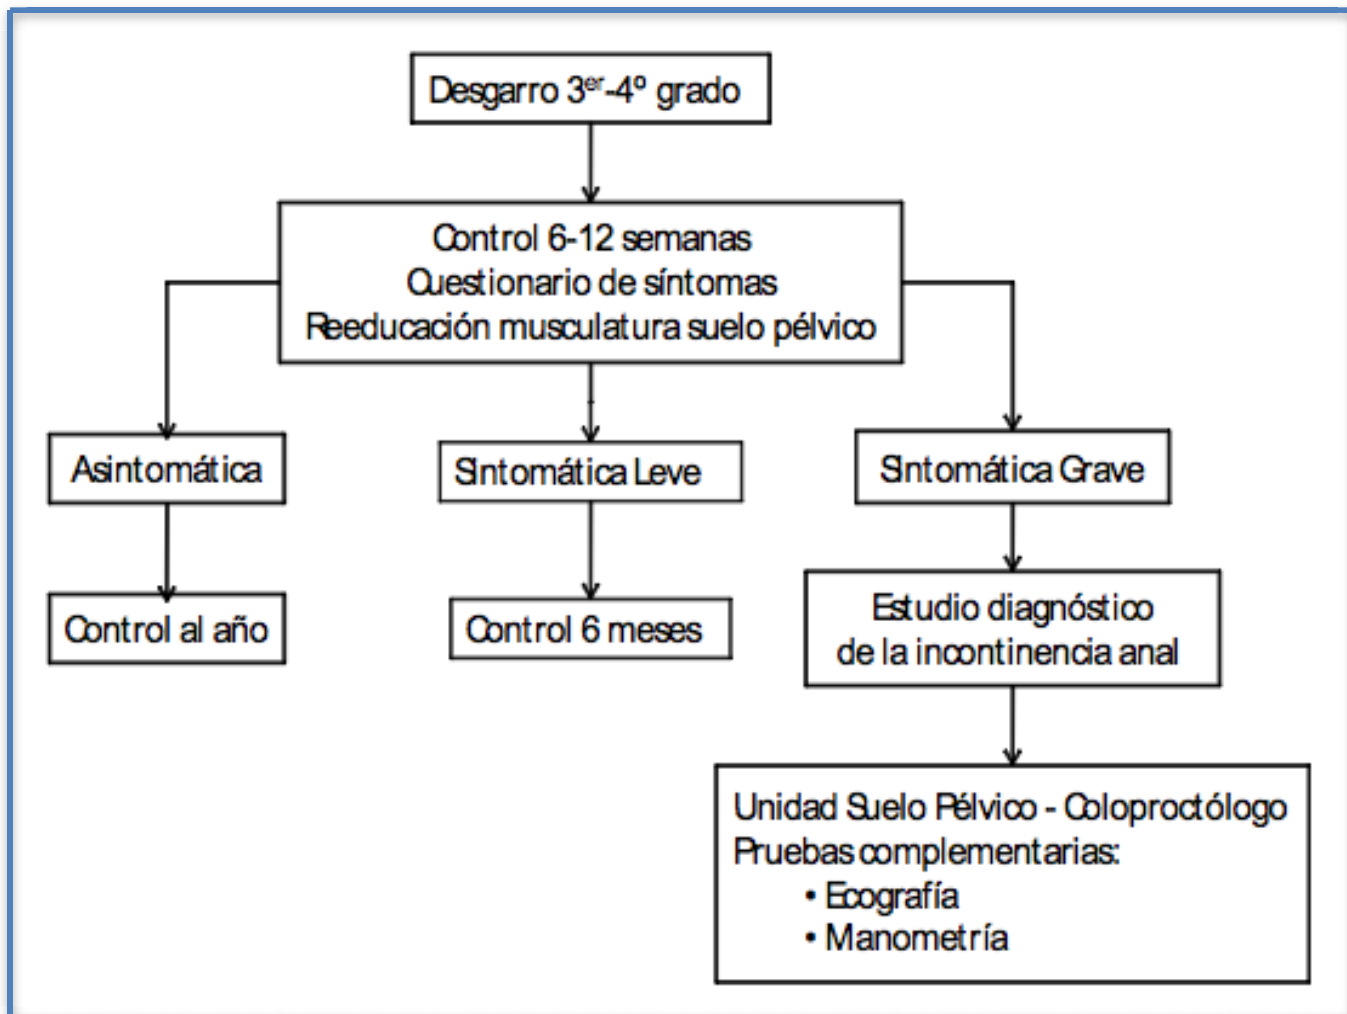 Desgarro 3er-4º grado
Control 6-12 semanas
Cuestionario de síntomas
Reeducación musculatura suelo pélvico
Asintomática
Sintomática Leve
Sintomática Grave
Control al año
Control 6 meses
Estudio diagnóstico
de la incontinencia anal
Unidad Suelo Pélvico - Coloproctólogo
Pruebas complementarias:
• Ecografía
• Manometría